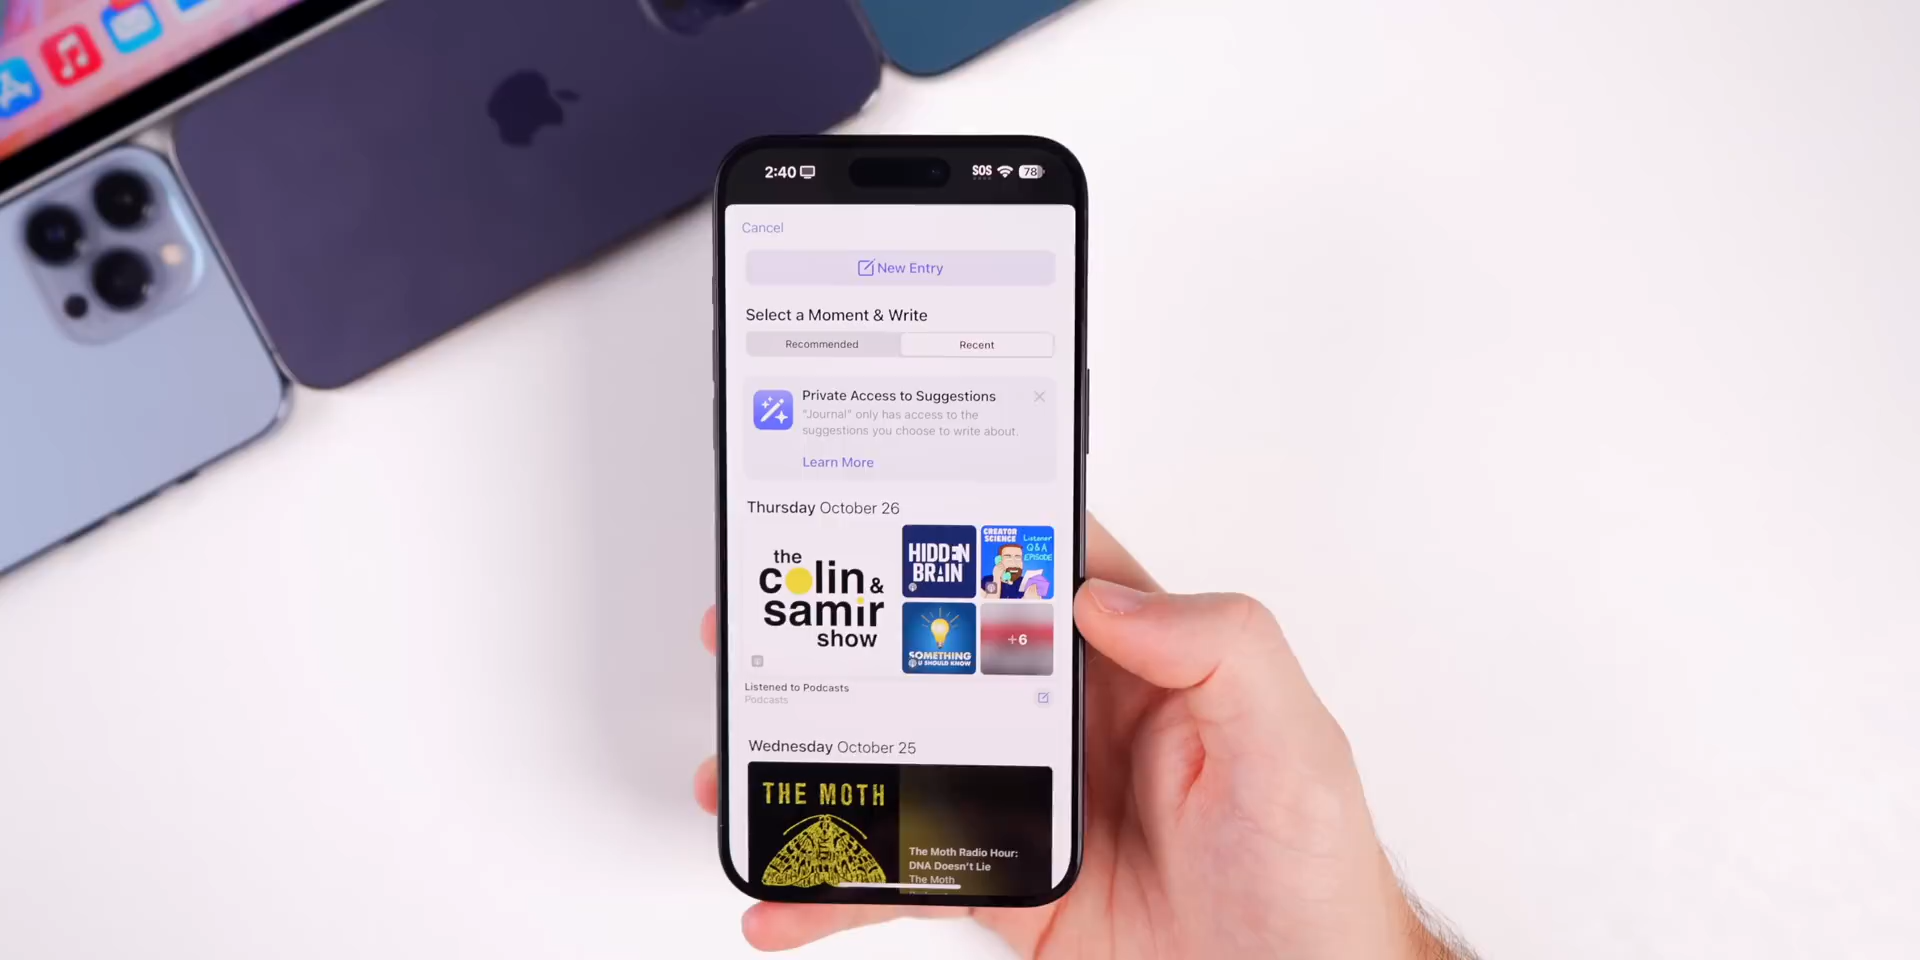 2:40
SOS
78
Cancel
New Entry
Select a Moment & Write
Recommended
Recent
Private Access to Suggestions
"Journal" only has access to the
suggestions you choose to write about.
Learn More
Thursday October 26
the
colin &
samir
show
HIDDEN
BRAIN
CREATOR
SCIENCE
Listener
Q&A
EPISODE
SOMETHING
U SHOULD KNOW
+6
Listened to Podcasts
Podcasts
Wednesday October 25
THE MOTH
The Moth Radio Hour:
DNA Doesn't Lie
The Moth